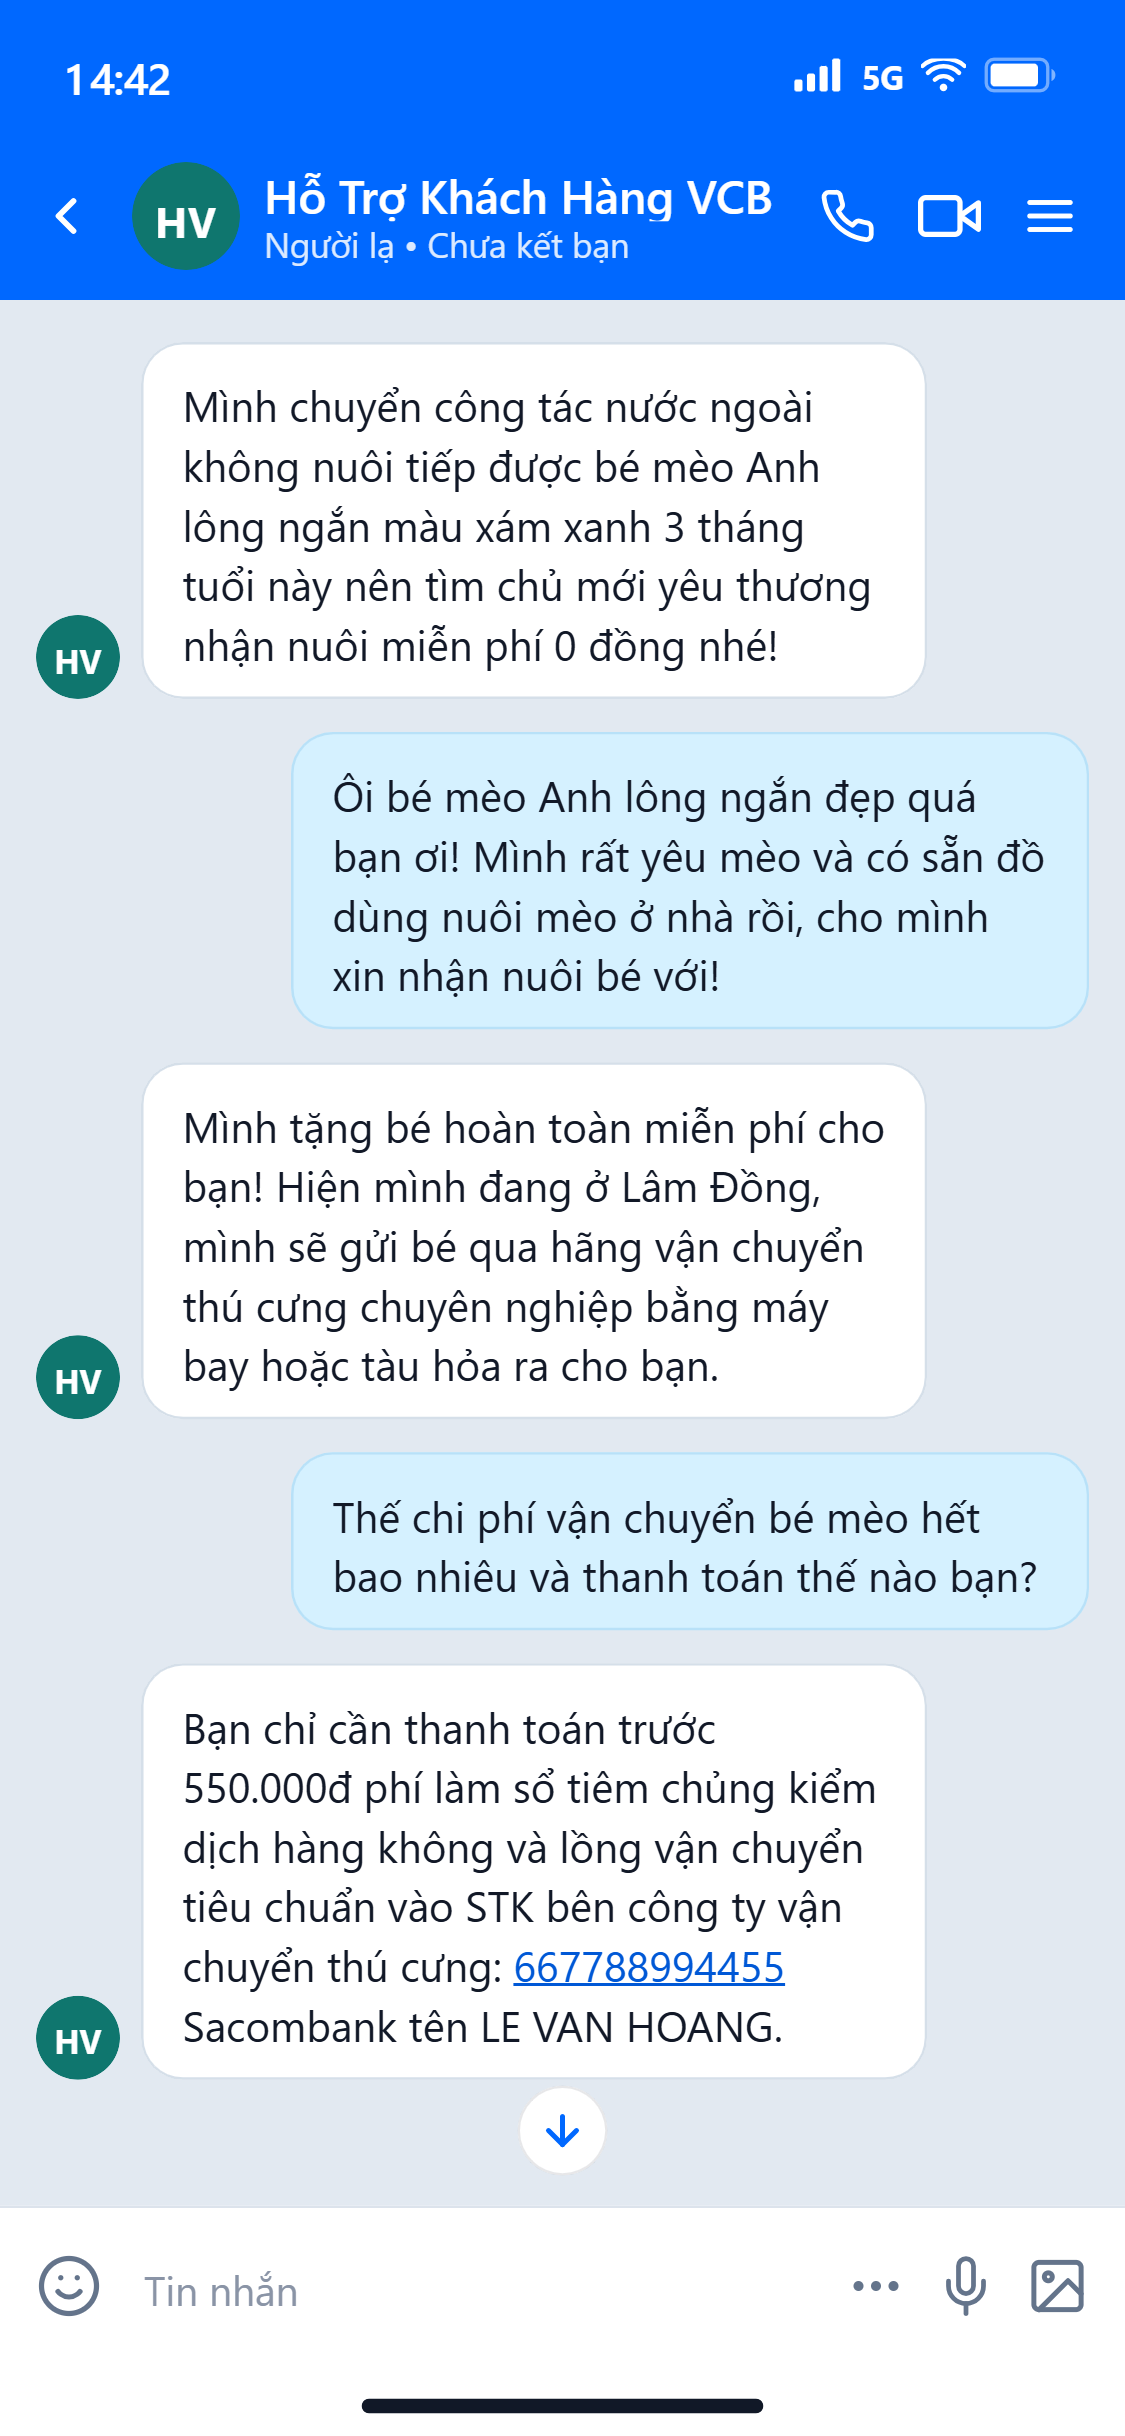 14:42
5G
HV
Hỗ Trợ Khách Hàng VCB
Người lạ • Chưa kết bạn
Mình chuyển công tác nước ngoài
không nuôi tiếp được bé mèo Anh
lông ngắn màu xám xanh 3 tháng
tuổi này nên tìm chủ mới yêu thương
nhận nuôi miễn phí 0 đồng nhé!
HV
Ôi bé mèo Anh lông ngắn đẹp quá
bạn ơi! Mình rất yêu mèo và có sẵn đồ
dùng nuôi mèo ở nhà rồi, cho mình
xin nhận nuôi bé với!
Mình tặng bé hoàn toàn miễn phí cho
bạn! Hiện mình đang ở Lâm Đồng,
mình sẽ gửi bé qua hãng vận chuyển
thú cưng chuyên nghiệp bằng máy
bay hoặc tàu hỏa ra cho bạn.
HV
Thế chi phí vận chuyển bé mèo hết
bao nhiêu và thanh toán thế nào bạn?
Bạn chỉ cần thanh toán trước
550.000đ phí làm sổ tiêm chủng kiểm
dịch hàng không và lồng vận chuyển
tiêu chuẩn vào STK bên công ty vận
chuyển thú cưng: 667788994455
Sacombank tên LE VAN HOANG.
HV
Tin nhắn